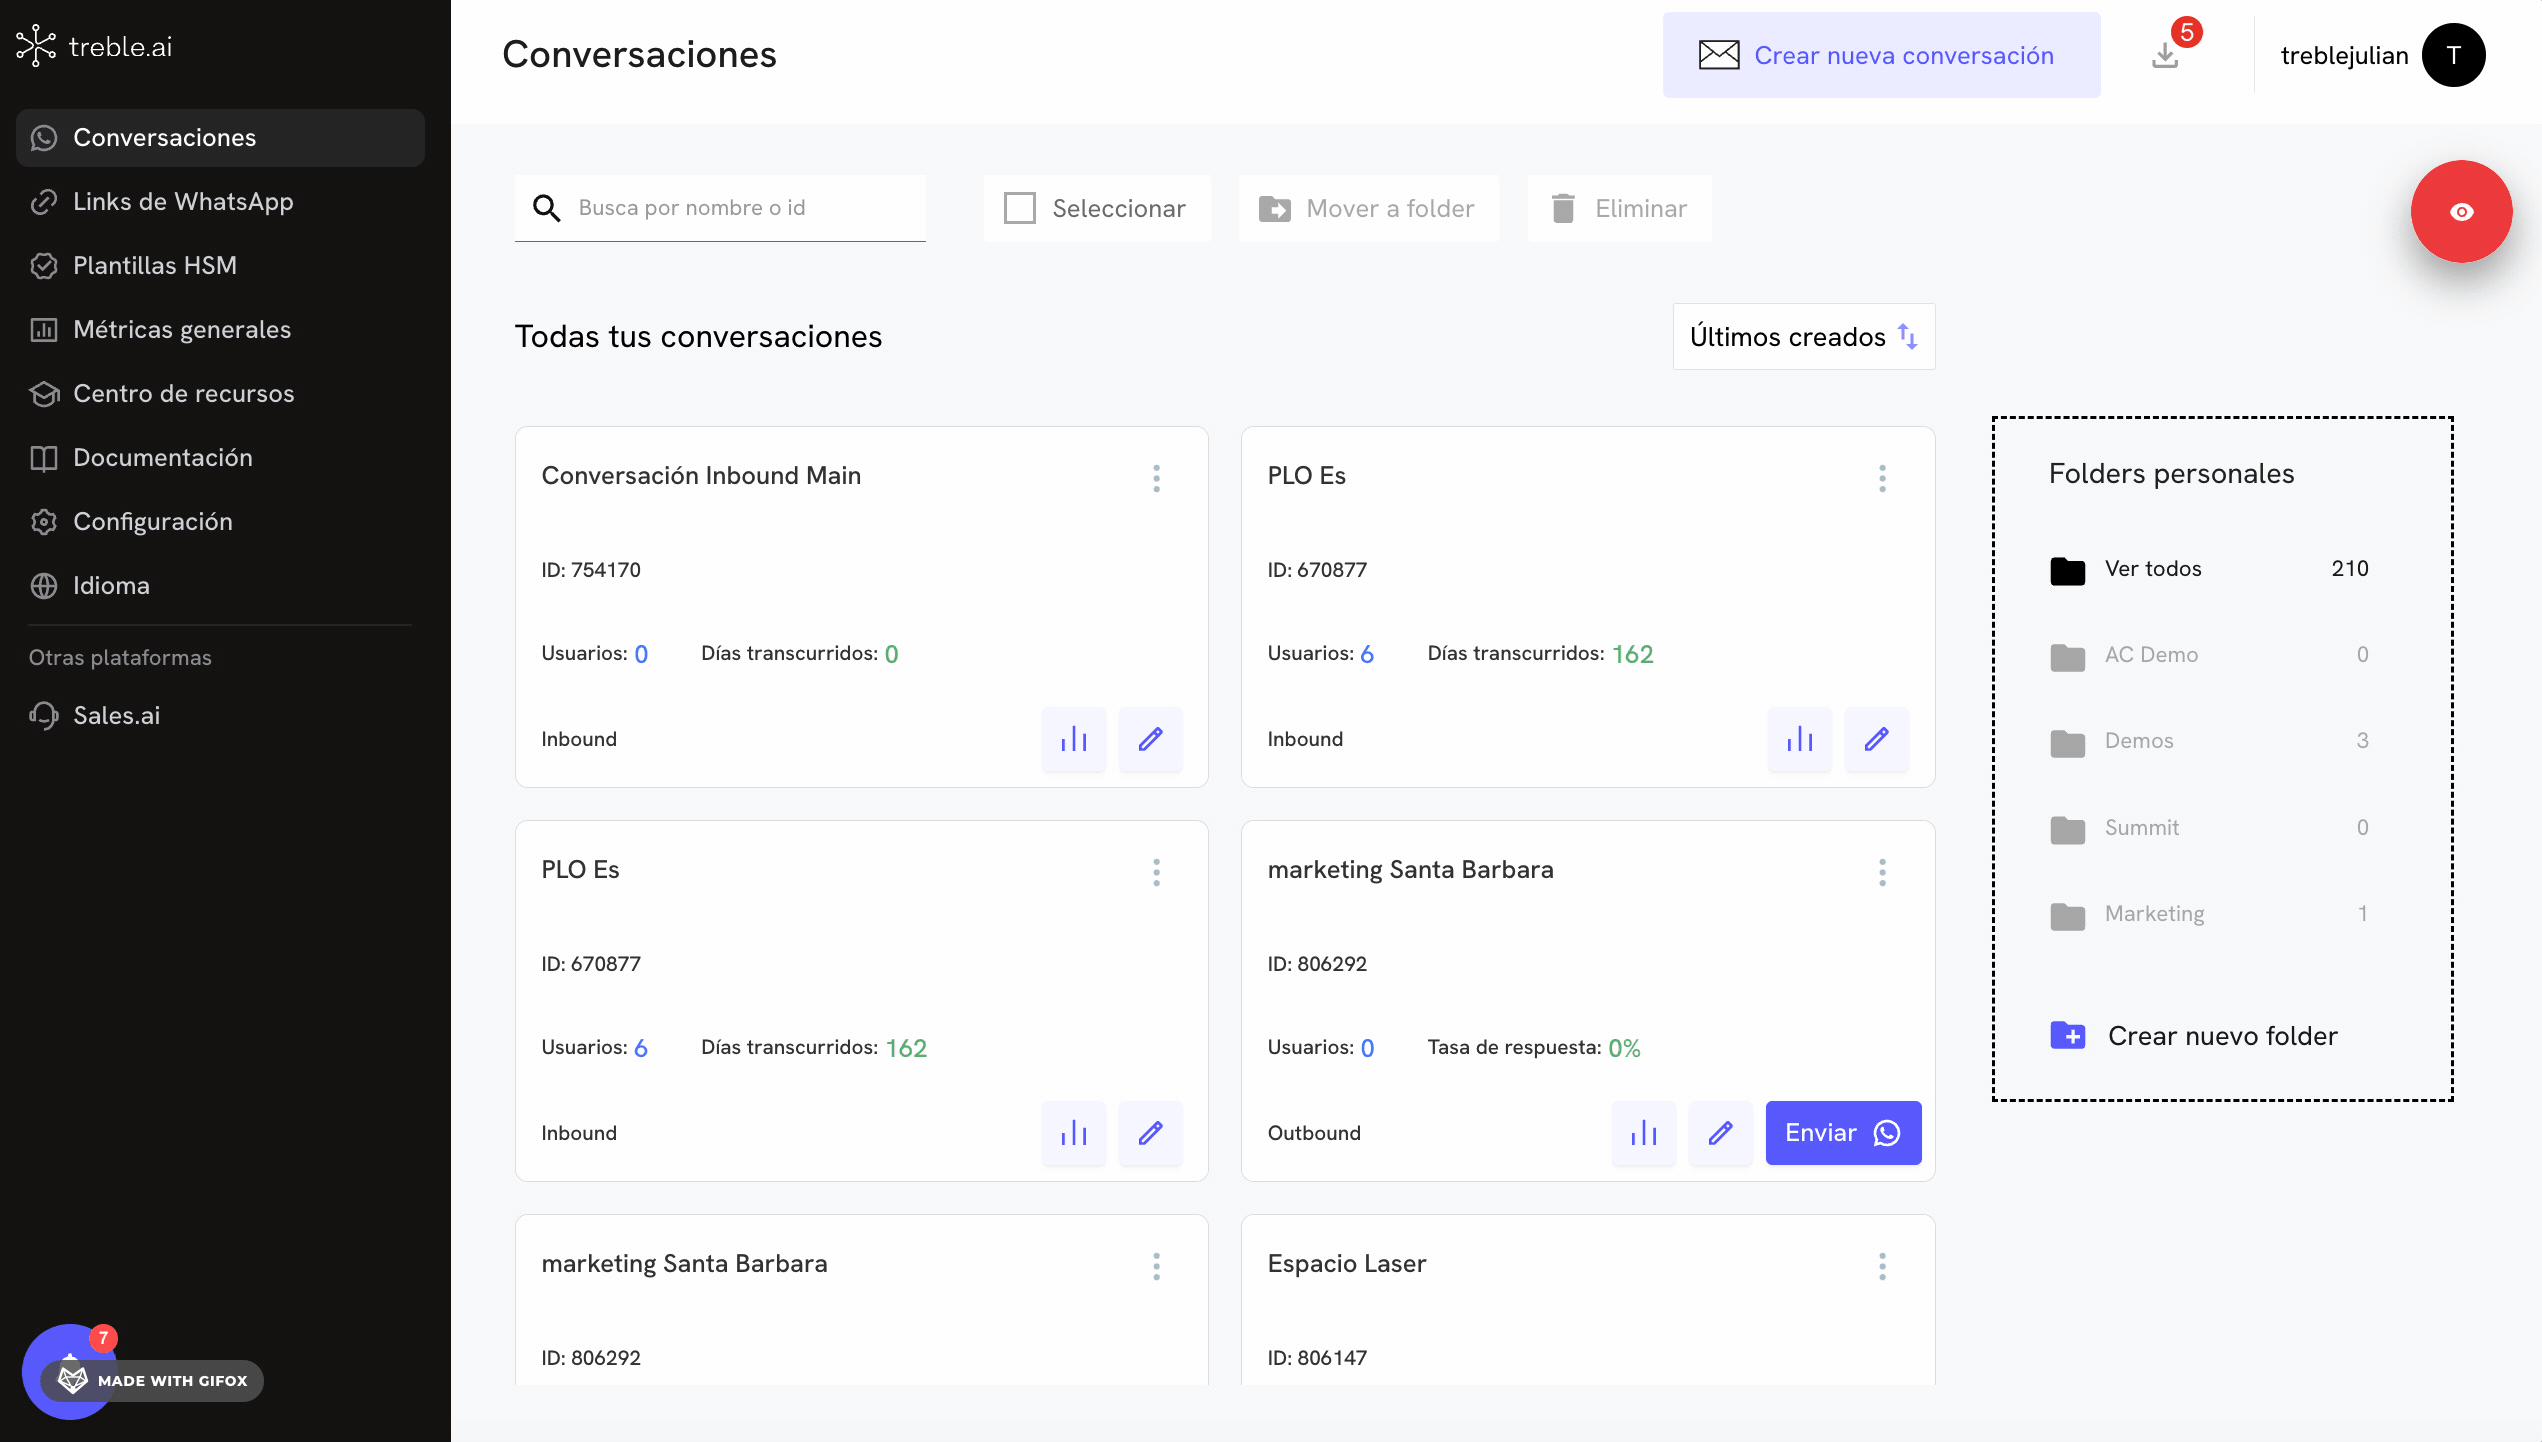 treble.ai
Conversaciones
Links de WhatsApp
Plantillas HSM
Métricas generales
Centro de recursos
Documentación
Configuración
Idioma
Otras plataformas
Sales.ai
7
MADE WITH GIFOX
Conversaciones
Crear nueva conversación
5
treblejulian
T
Busca por nombre o id
Seleccionar
Mover a folder
Eliminar
Todas tus conversaciones
Últimos creados
Conversación Inbound Main
ID: 754170
Usuarios: 0 Días transcurridos: 0
Inbound
PLO Es
ID: 670877
Usuarios: 6 Días transcurridos: 162
Inbound
PLO Es
ID: 670877
Usuarios: 6 Días transcurridos: 162
Inbound
marketing Santa Barbara
ID: 806292
Usuarios: 0 Tasa de respuesta: 0%
Outbound
Enviar
marketing Santa Barbara
ID: 806292
Espacio Laser
ID: 806147
Folders personales
Ver todos 210
AC Demo 0
Demos 3
Summit 0
Marketing 1
Crear nuevo folder